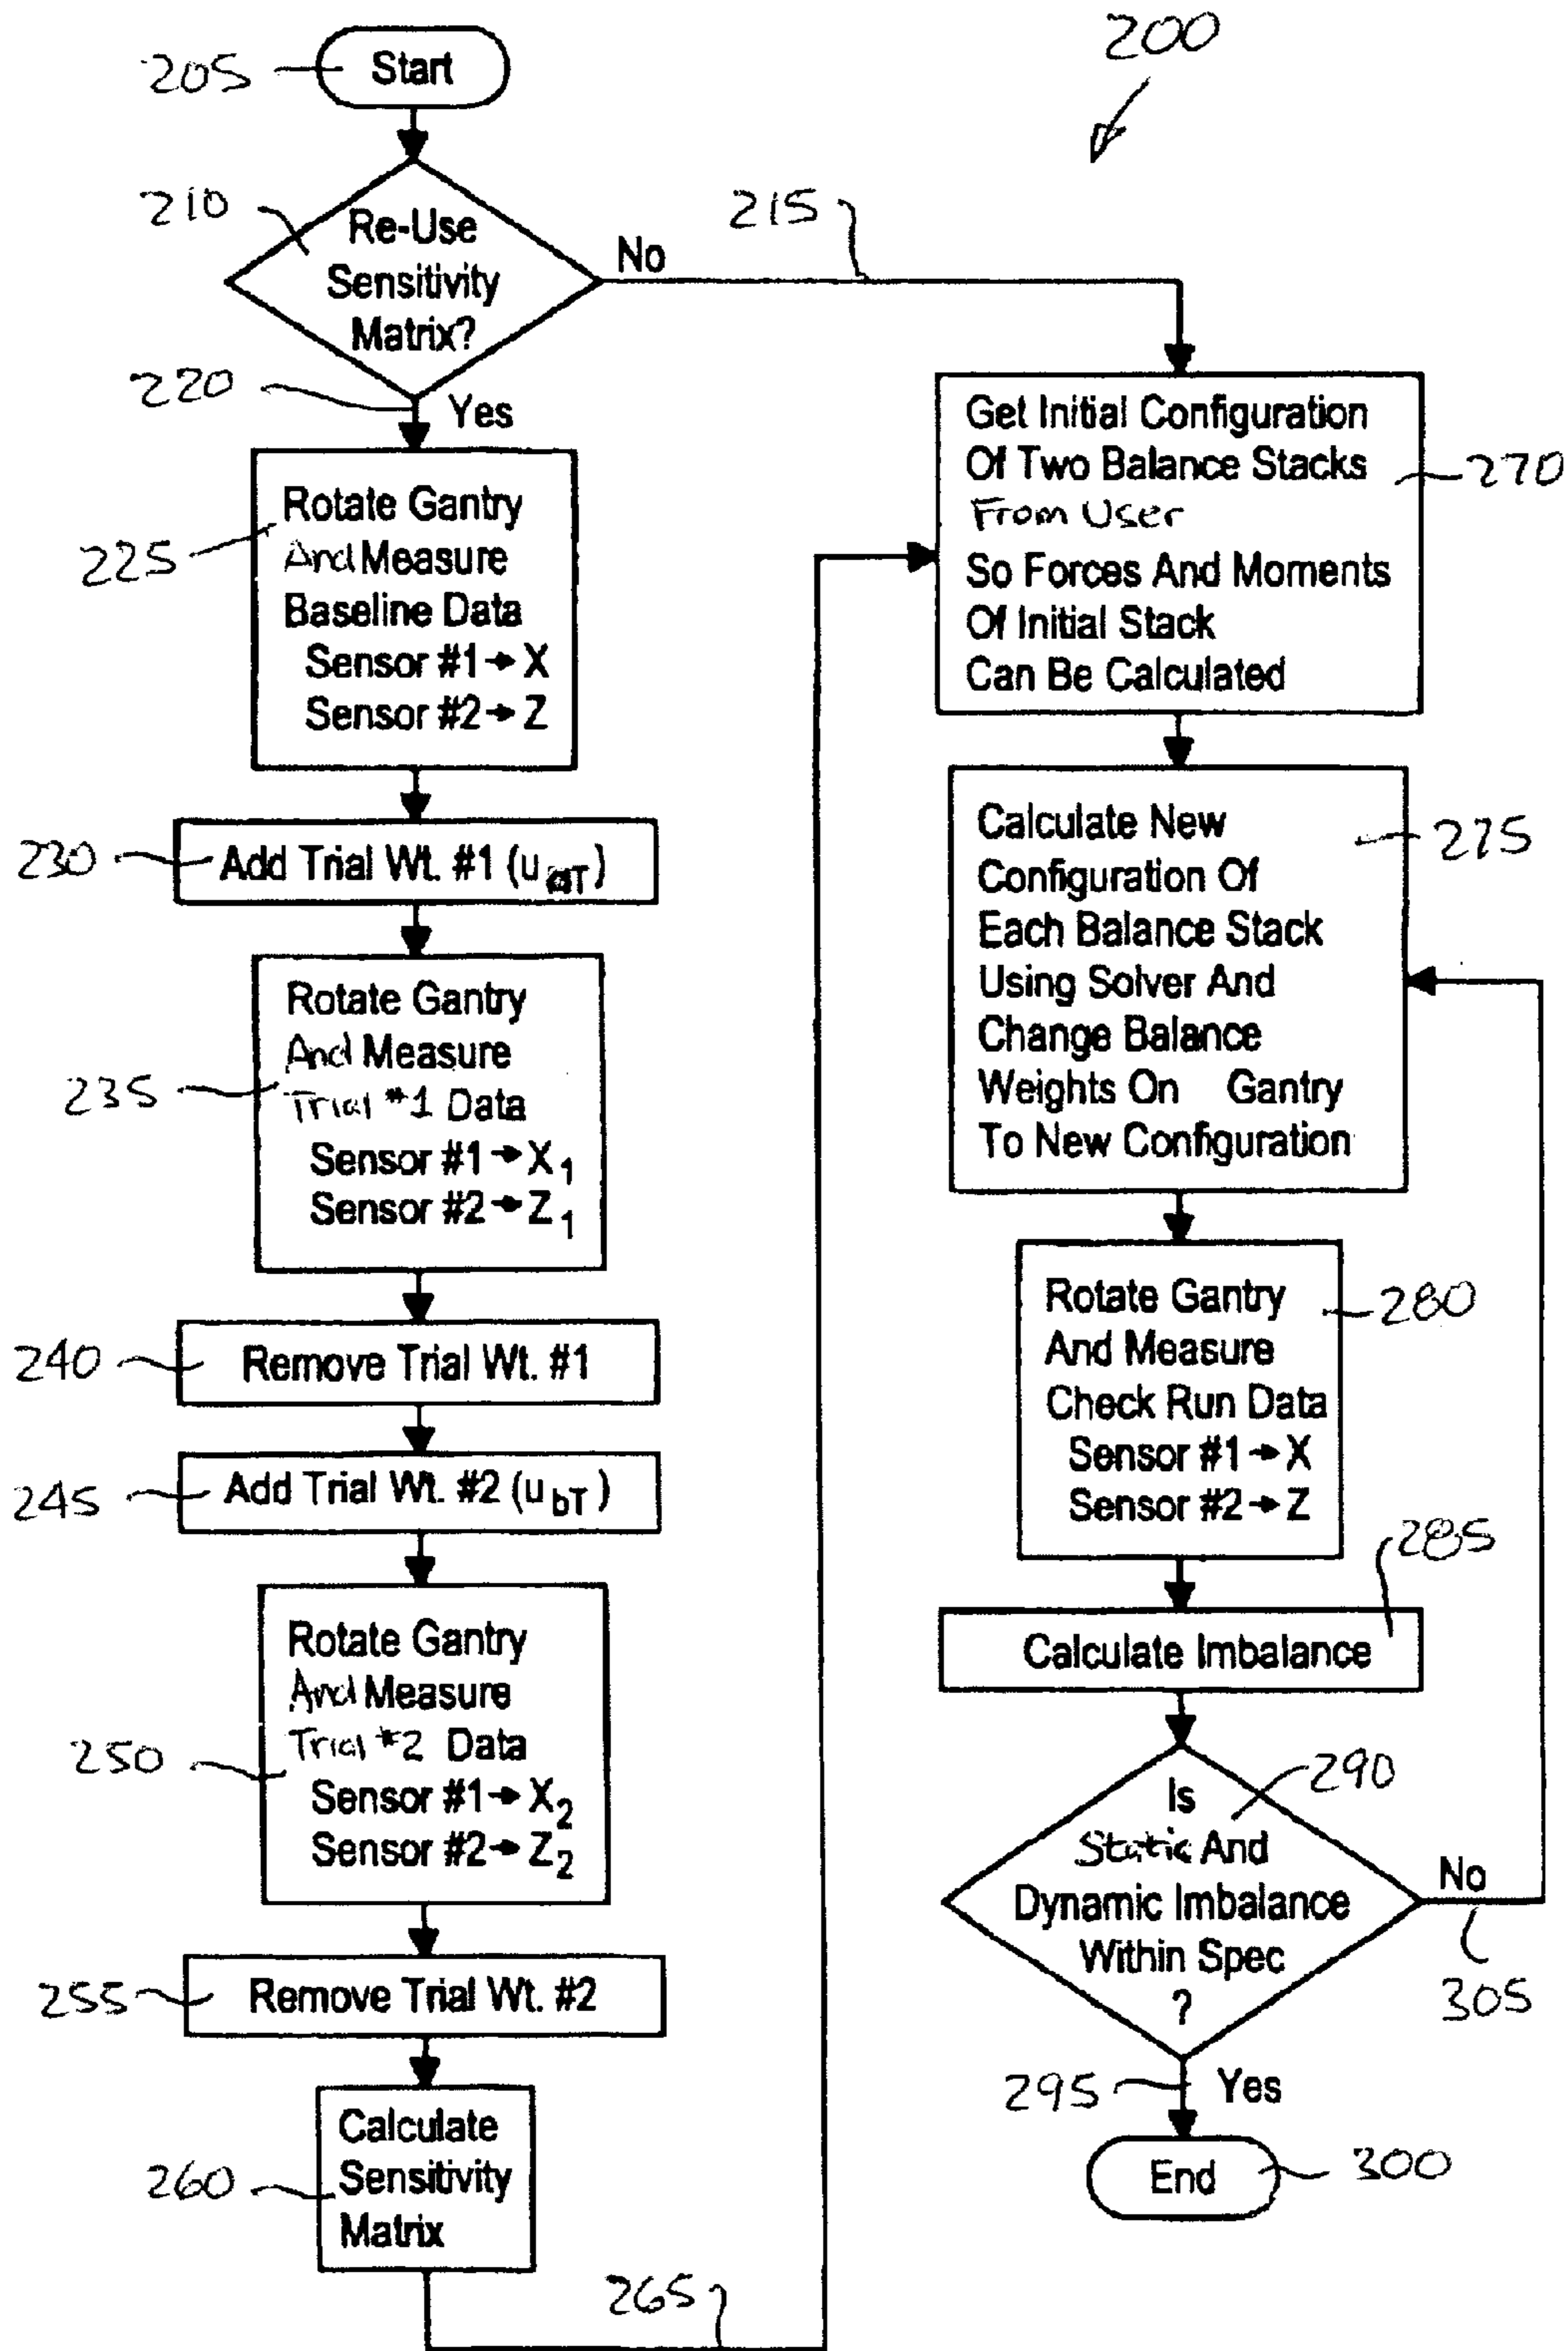 200
205
Start
210
Re-Use
Sensitivity
Matrix?
No
215
220
Yes
225
Rotate Gantry
And Measure
Baseline Data
Sensor #1→X
Sensor #2→Z
230
Add Trial Wt. #1 (u aT)
235
Rotate Gantry
And Measure
Trial #1 Data
Sensor #1→X1
Sensor #2→Z1
240
Remove Trial Wt. #1
245
Add Trial Wt. #2 (u bT)
250
Rotate Gantry
And Measure
Trial #2 Data
Sensor #1→X2
Sensor #2→Z2
255
Remove Trial Wt. #2
260
Calculate
Sensitivity
Matrix
265
Get Initial Configuration
Of Two Balance Stacks
From User
So Forces And Moments
Of Initial Stack
Can Be Calculated
270
Calculate New
Configuration Of
Each Balance Stack
Using Solver And
Change Balance
Weights On Gantry
To New Configuration
275
Rotate Gantry
And Measure
Check Run Data
Sensor #1→X
Sensor #2→Z
280
285
Calculate Imbalance
290
Is
Static And
Dynamic Imbalance
Within Spec
?
No
305
295
Yes
End
300